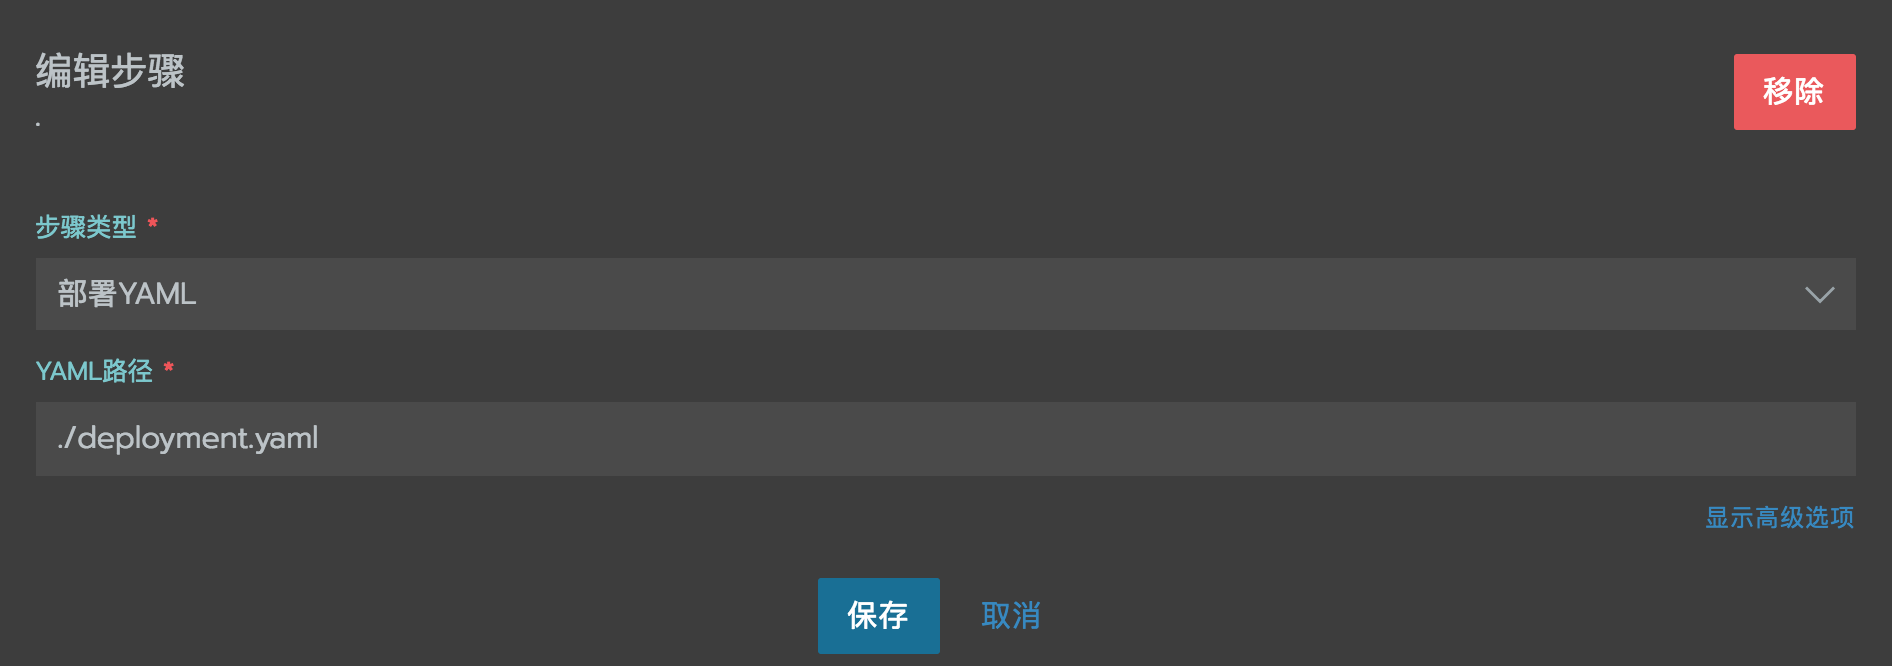 编辑步骤
.
移除
步骤类型 *
部署YAML
YAML路径 *
./deployment.yaml
显示高级选项
保存
取消